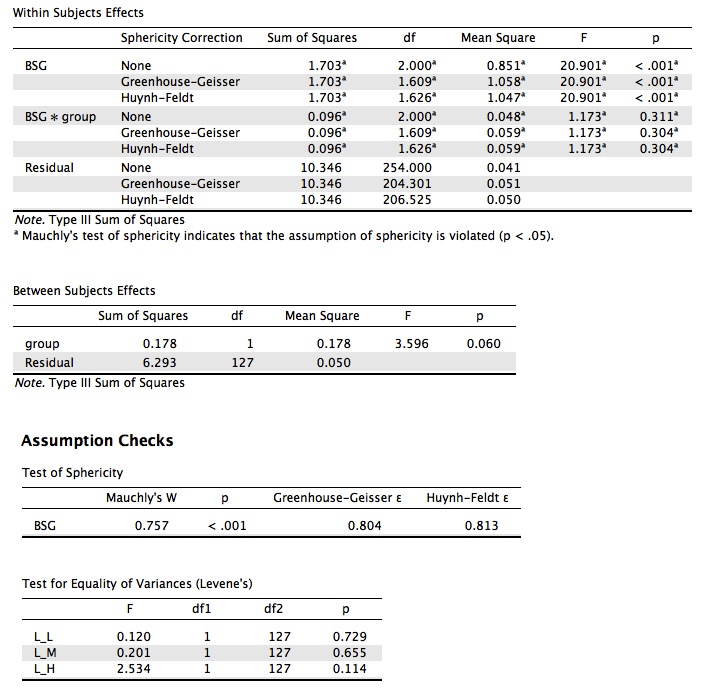 Within Subjects Effects
Sphericity Correction Sum of Squares df Mean Square F p
BSG None 1.703ª 2.000ª 0.851ª 20.901ª < .001ª
Greenhouse-Geisser 1.703ª 1.609ª 1.058ª 20.901ª < .001ª
Huynh-Feldt 1.703ª 1.626ª 1.047ª 20.901ª < .001ª
BSG ∗ group None 0.096ª 2.000ª 0.048ª 1.173ª 0.311ª
Greenhouse-Geisser 0.096ª 1.609ª 0.059ª 1.173ª 0.304ª
Huynh-Feldt 0.096ª 1.626ª 0.059ª 1.173ª 0.304ª
Residual None 10.346 254.000 0.041
Greenhouse-Geisser 10.346 204.301 0.051
Huynh-Feldt 10.346 206.525 0.050
Note. Type III Sum of Squares
ª Mauchly's test of sphericity indicates that the assumption of sphericity is violated (p < .05).
Between Subjects Effects
Sum of Squares df Mean Square F p
group 0.178 1 0.178 3.596 0.060
Residual 6.293 127 0.050
Note. Type III Sum of Squares
Assumption Checks
Test of Sphericity
Mauchly's W p Greenhouse-Geisser ε Huynh-Feldt ε
BSG 0.757 < .001 0.804 0.813
Test for Equality of Variances (Levene's)
F df1 df2 p
L_L 0.120 1 127 0.729
L_M 0.201 1 127 0.655
L_H 2.534 1 127 0.114